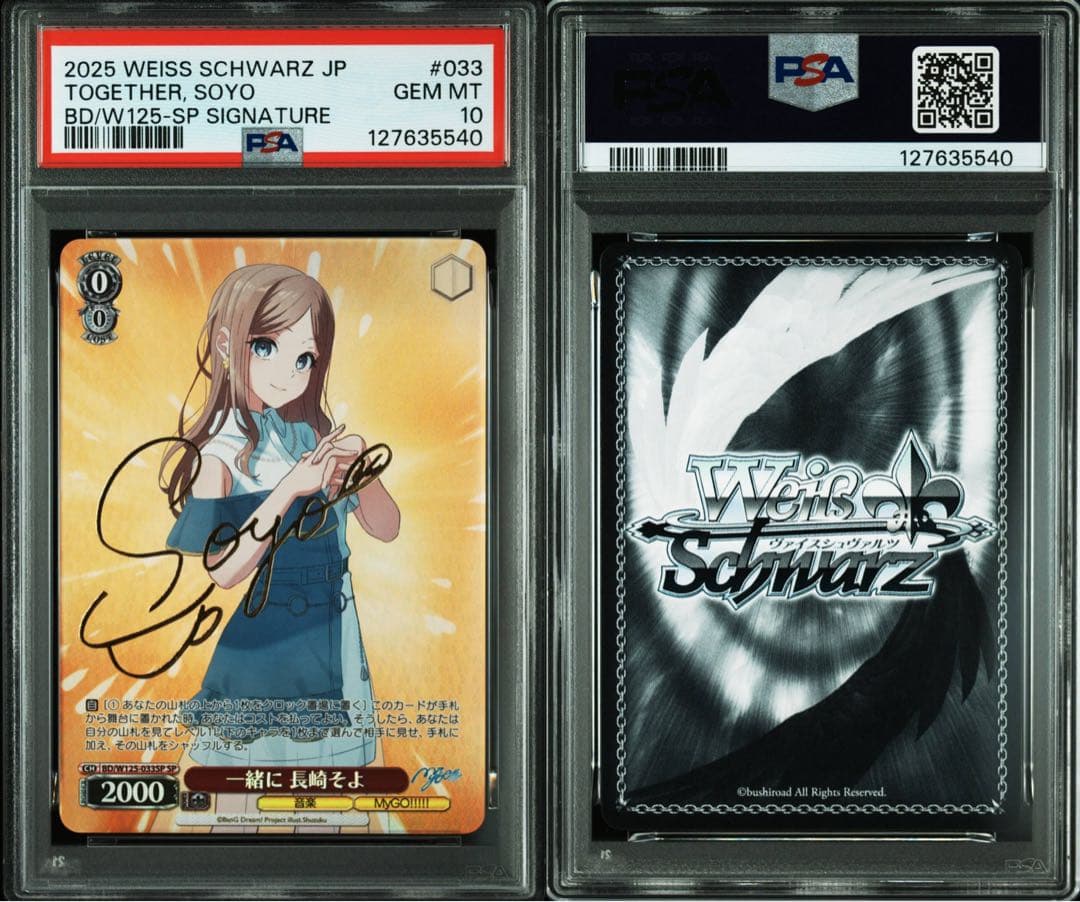 2025 WEISS SCHWARZ JP #033
TOGETHER, SOYO GEM MT
BD/W125-SP SIGNATURE 10
PSA 127635540
0
0
Soyo
自 [① あなたの山札の上から1枚をクロック置場に置く] このカードが手札
から舞台に置かれた時、あなたはコストを払ってよい。そうしたら、あなたは
自分の山札を見てレベル1以下のキャラを1枚まで選んで相手に見せ、手札に
加え、その山札をシャッフルする。
BD/W125-033SP SP
2000 一緒に 長崎そよ
音楽 MyGO!!!!!
©BanG Dream! Project illust.Shizuku
PSA
127635540
Weiß
ヴァイスシュヴァルツ
Schwarz
©bushiroad All Rights Reserved.
PSA